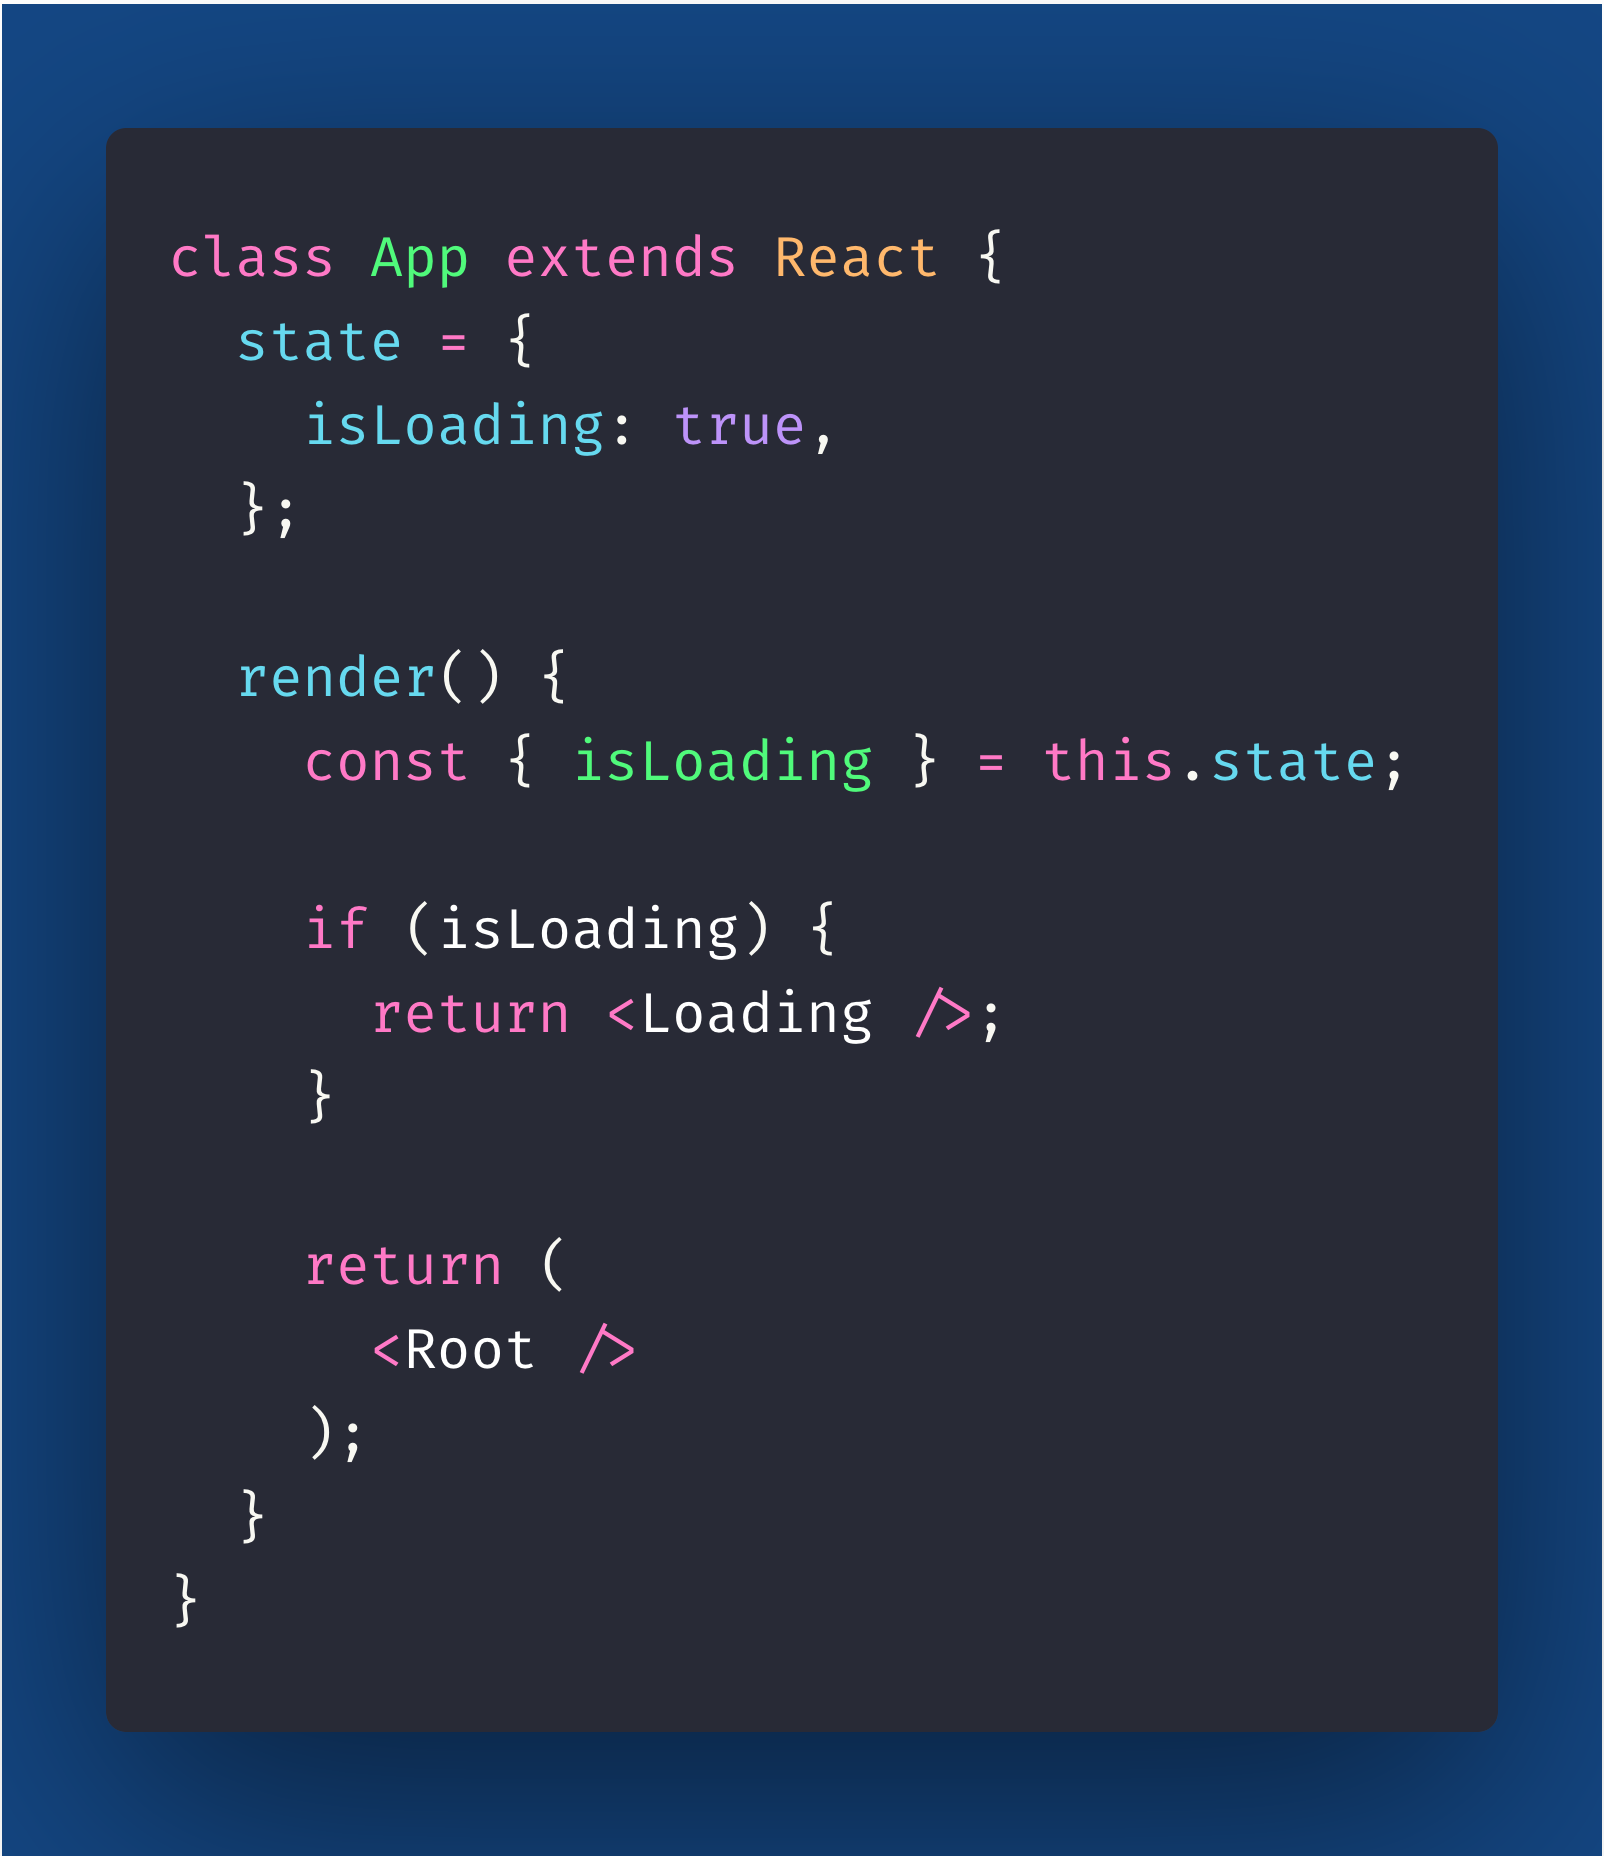 class App extends React {
  state = {
    isLoading: true,
  };

  render() {
    const { isLoading } = this.state;

    if (isLoading) {
      return <Loading />;
    }

    return (
      <Root />
    );
  }
}